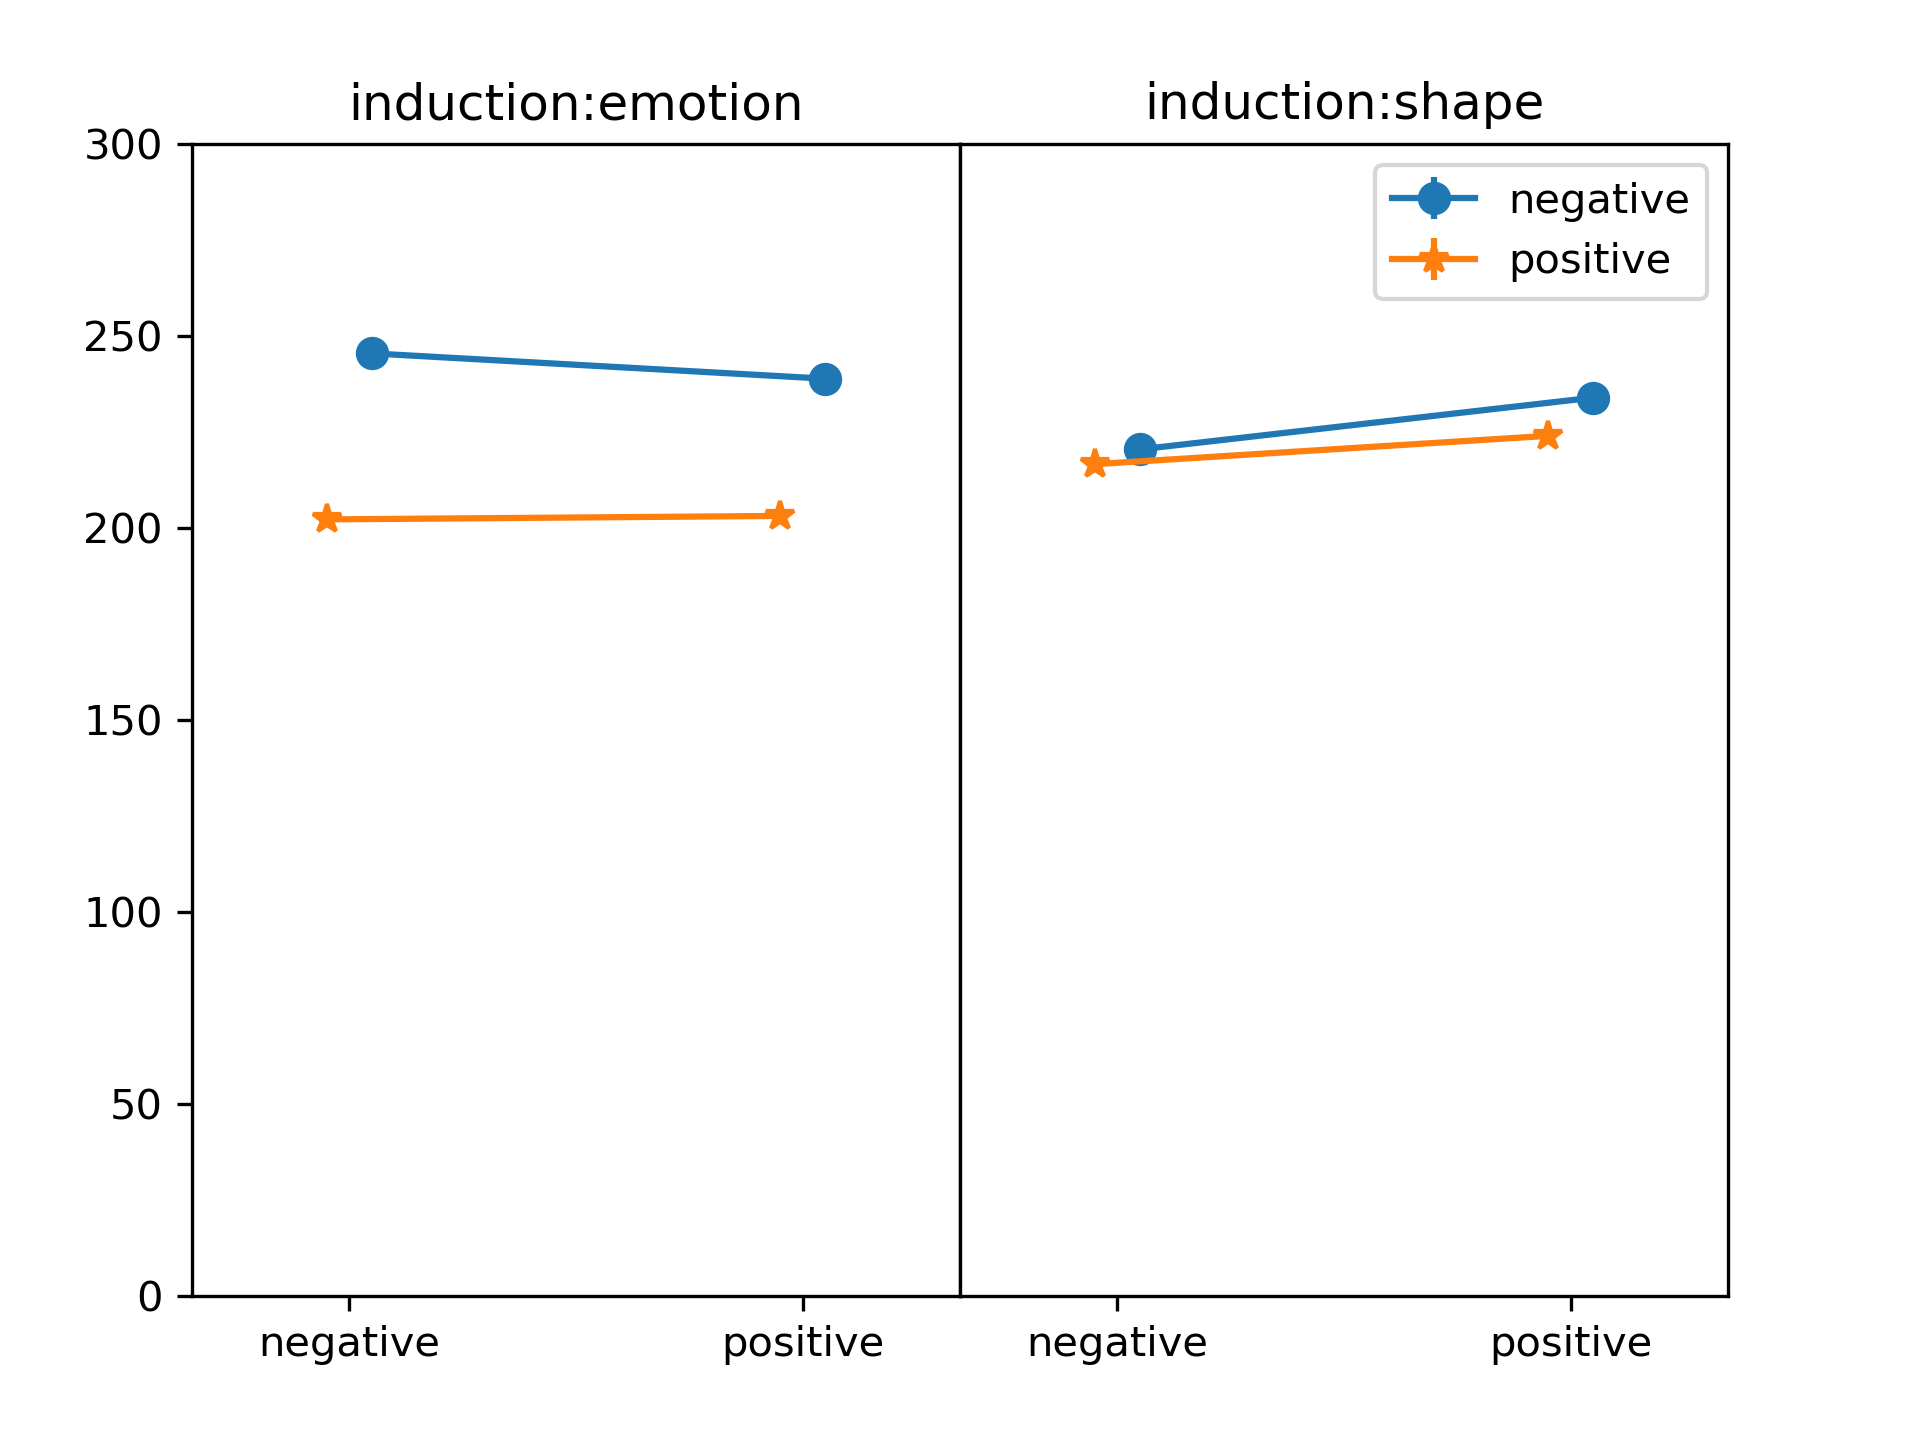 induction:emotion
induction:shape
300
250
200
150
100
50
0
negative
positive
negative
positive
negative
positive